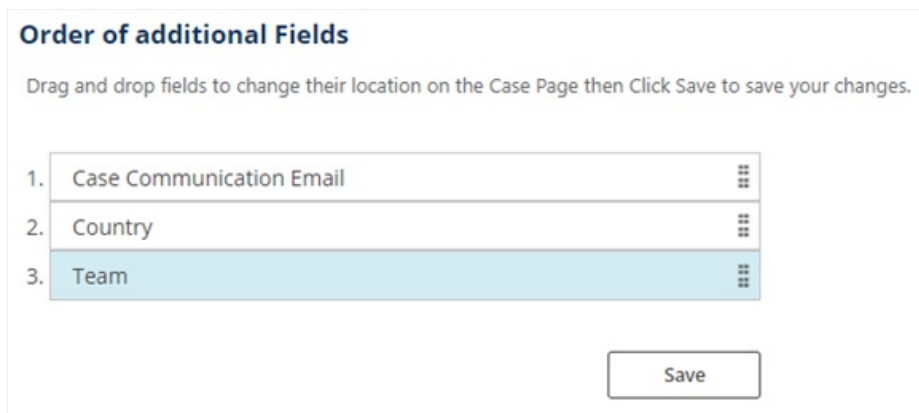 Order of additional Fields
Drag and drop fields to change their location on the Case Page then Click Save to save your changes.
1. Case Communication Email
2. Country
3. Team
Save